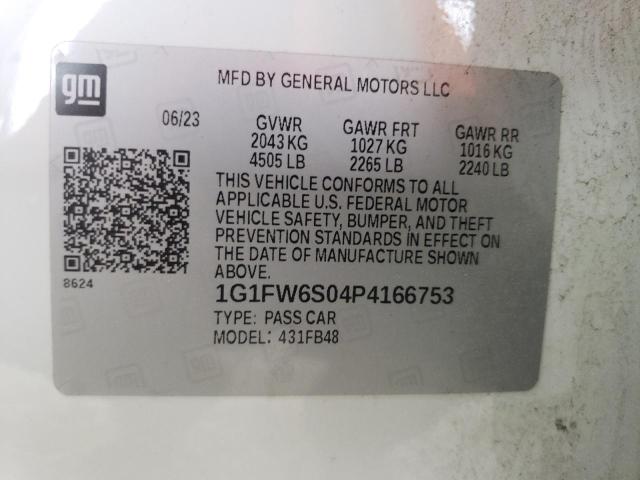 gm
MFD BY GENERAL MOTORS LLC
06/23 GVWR GAWR FRT GAWR RR
2043 KG 1027 KG 1016 KG
4505 LB 2265 LB 2240 LB
THIS VEHICLE CONFORMS TO ALL
APPLICABLE U.S. FEDERAL MOTOR
VEHICLE SAFETY, BUMPER, AND THEFT
PREVENTION STANDARDS IN EFFECT ON
THE DATE OF MANUFACTURE SHOWN
ABOVE.
8624
1G1FW6S04P4166753
TYPE: PASS CAR
MODEL: 431FB48